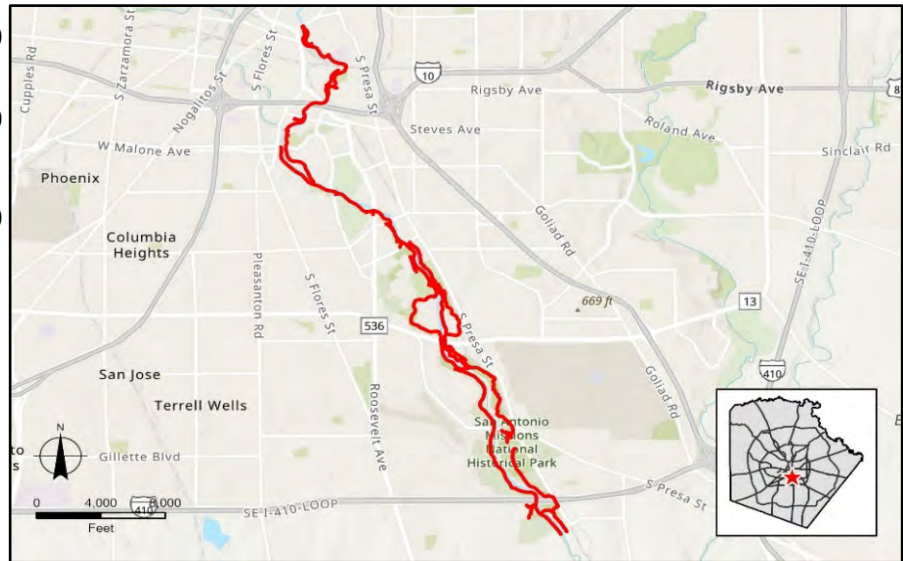 Cupples Rd
S Zarzamora St
Nogalitos St
S Flores St
S Presa St
10
Rigsby Ave
Rigsby Ave
8
Steves Ave
Roland Ave
W Malone Ave
Sinclair Rd
Phoenix
Columbia
Heights
Pleasanton Rd
S Flores St
Goliad Rd
SE I-410-LOOP
669 ft
13
536
S Presa St
410
San Jose
Terrell Wells
Roosevelt Ave
Goliad Rd
San Antonio
Missions
National
Historical Park
N
to
s
Gillette Blvd
0 4,000 8,000
Feet
410
SE I-410-LOOP
S Presa St